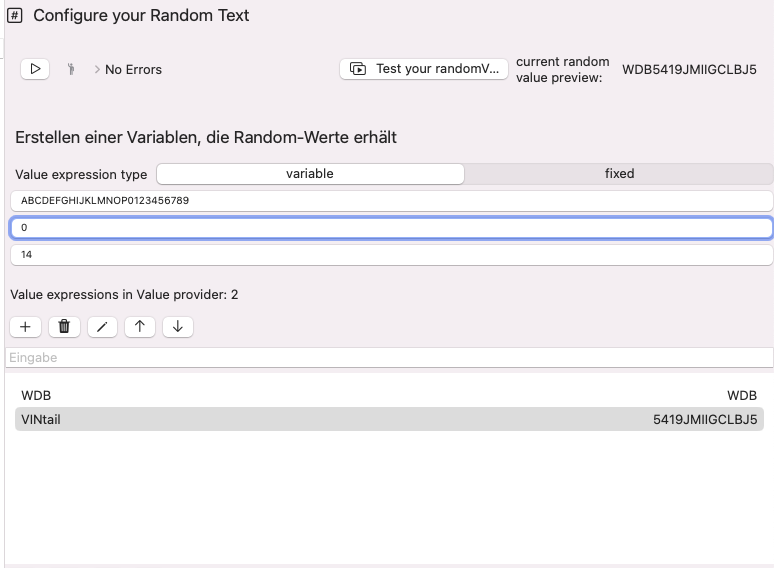 # Configure your Random Text
No Errors
Test your randomV...
current random
value preview:
WDB5419JMIIGCLBJ5
Erstellen einer Variablen, die Random-Werte erhält
Value expression type variable fixed
ABCDEFGHIJKLMNOP0123456789
0
14
Value expressions in Value provider: 2
Eingabe
WDB WDB
VINtail 5419JMIIGCLBJ5